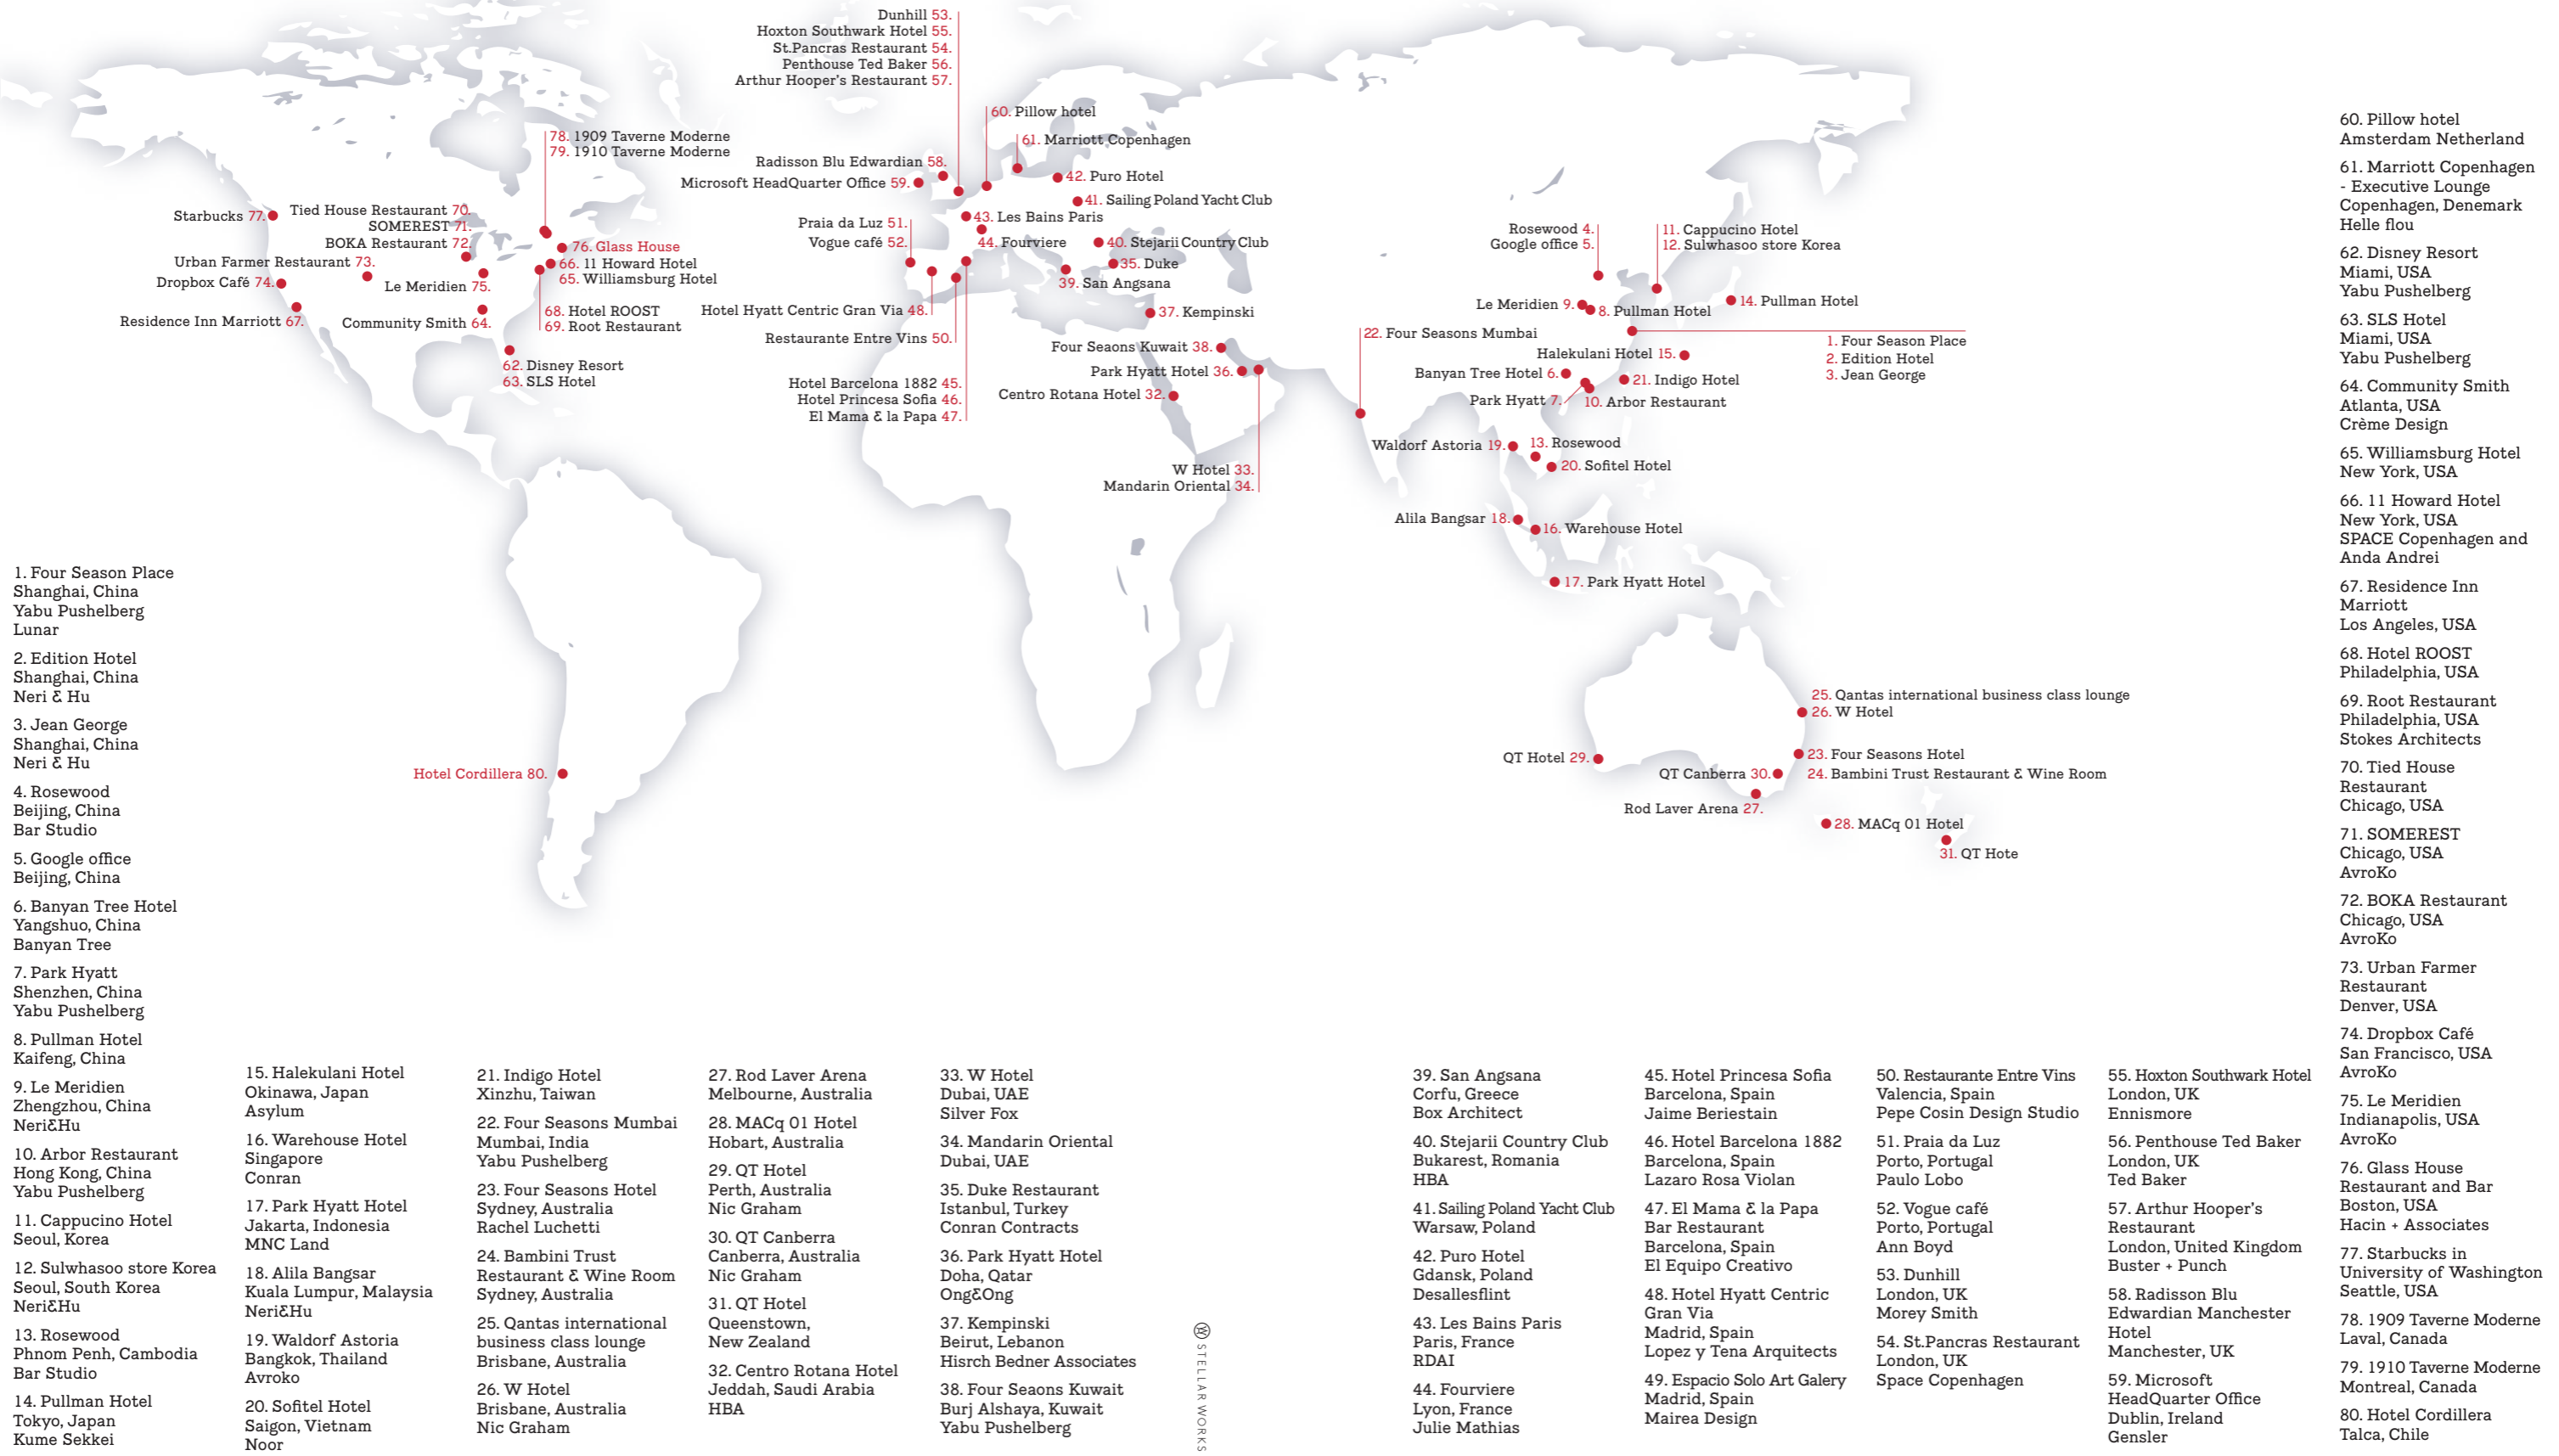 Dunhill 53.
Hoxton Southwark Hotel 55.
St.Pancras Restaurant 54.
Penthouse Ted Baker 56.
Arthur Hooper's Restaurant 57.
60. Pillow hotel
61. Marriott Copenhagen
78. 1909 Taverne Moderne
79. 1910 Taverne Moderne
Radisson Blu Edwardian 58.
Microsoft HeadQuarter Office 59.
42. Puro Hotel
41. Sailing Poland Yacht Club
Starbucks 77.
Tied House Restaurant 70.
SOMEREST 71.
BOKA Restaurant 72.
Urban Farmer Restaurant 73.
Dropbox Café 74.
Le Meridien 75.
Residence Inn Marriott 67.
Community Smith 64.
76. Glass House
66. 11 Howard Hotel
65. Williamsburg Hotel
68. Hotel ROOST
69. Root Restaurant
62. Disney Resort
63. SLS Hotel
Praia da Luz 51.
Vogue café 52.
43. Les Bains Paris
44. Fourviere
40. Stejarii Country Club
35. Duke
39. San Angsana
Hotel Hyatt Centric Gran Via 48.
Restaurante Entre Vins 50.
37. Kempinski
Four Seaons Kuwait 38.
Park Hyatt Hotel 36.
Centro Rotana Hotel 32.
Hotel Barcelona 1882 45.
Hotel Princesa Sofia 46.
El Mama & la Papa 47.
W Hotel 33.
Mandarin Oriental 34.
Rosewood 4.
Google office 5.
11. Cappucino Hotel
12. Sulwhasoo store Korea
Le Meridien 9.
8. Pullman Hotel
14. Pullman Hotel
22. Four Seasons Mumbai
1. Four Season Place
2. Edition Hotel
3. Jean George
Halekulani Hotel 15.
Banyan Tree Hotel 6.
21. Indigo Hotel
Park Hyatt 7.
10. Arbor Restaurant
Waldorf Astoria 19.
13. Rosewood
20. Sofitel Hotel
Alila Bangsar 18.
16. Warehouse Hotel
17. Park Hyatt Hotel
25. Qantas international business class lounge
26. W Hotel
QT Hotel 29.
23. Four Seasons Hotel
QT Canberra 30.
24. Bambini Trust Restaurant & Wine Room
Rod Laver Arena 27.
28. MACq 01 Hotel
31. QT Hote
Hotel Cordillera 80.
1. Four Season Place
Shanghai, China
Yabu Pushelberg
Lunar
2. Edition Hotel
Shanghai, China
Neri & Hu
3. Jean George
Shanghai, China
Neri & Hu
4. Rosewood
Beijing, China
Bar Studio
5. Google office
Beijing, China
6. Banyan Tree Hotel
Yangshuo, China
Banyan Tree
7. Park Hyatt
Shenzhen, China
Yabu Pushelberg
8. Pullman Hotel
Kaifeng, China
9. Le Meridien
Zhengzhou, China
Neri&Hu
10. Arbor Restaurant
Hong Kong, China
Yabu Pushelberg
11. Cappucino Hotel
Seoul, Korea
12. Sulwhasoo store Korea
Seoul, South Korea
Neri&Hu
13. Rosewood
Phnom Penh, Cambodia
Bar Studio
14. Pullman Hotel
Tokyo, Japan
Kume Sekkei
15. Halekulani Hotel
Okinawa, Japan
Asylum
16. Warehouse Hotel
Singapore
Conran
17. Park Hyatt Hotel
Jakarta, Indonesia
MNC Land
18. Alila Bangsar
Kuala Lumpur, Malaysia
Neri&Hu
19. Waldorf Astoria
Bangkok, Thailand
Avroko
20. Sofitel Hotel
Saigon, Vietnam
Noor
21. Indigo Hotel
Xinzhu, Taiwan
22. Four Seasons Mumbai
Mumbai, India
Yabu Pushelberg
23. Four Seasons Hotel
Sydney, Australia
Rachel Luchetti
24. Bambini Trust
Restaurant & Wine Room
Sydney, Australia
25. Qantas international
business class lounge
Brisbane, Australia
26. W Hotel
Brisbane, Australia
Nic Graham
27. Rod Laver Arena
Melbourne, Australia
28. MACq 01 Hotel
Hobart, Australia
29. QT Hotel
Perth, Australia
Nic Graham
30. QT Canberra
Canberra, Australia
Nic Graham
31. QT Hotel
Queenstown,
New Zealand
32. Centro Rotana Hotel
Jeddah, Saudi Arabia
HBA
33. W Hotel
Dubai, UAE
Silver Fox
34. Mandarin Oriental
Dubai, UAE
35. Duke Restaurant
Istanbul, Turkey
Conran Contracts
36. Park Hyatt Hotel
Doha, Qatar
Ong&Ong
37. Kempinski
Beirut, Lebanon
Hisrch Bedner Associates
38. Four Seaons Kuwait
Burj Alshaya, Kuwait
Yabu Pushelberg
STELLAR WORKS
39. San Angsana
Corfu, Greece
Box Architect
40. Stejarii Country Club
Bukarest, Romania
HBA
41. Sailing Poland Yacht Club
Warsaw, Poland
42. Puro Hotel
Gdansk, Poland
Desallesflint
43. Les Bains Paris
Paris, France
RDAI
44. Fourviere
Lyon, France
Julie Mathias
45. Hotel Princesa Sofia
Barcelona, Spain
Jaime Beriestain
46. Hotel Barcelona 1882
Barcelona, Spain
Lazaro Rosa Violan
47. El Mama & la Papa
Bar Restaurant
Barcelona, Spain
El Equipo Creativo
48. Hotel Hyatt Centric
Gran Via
Madrid, Spain
Lopez y Tena Arquitects
49. Espacio Solo Art Galery
Madrid, Spain
Mairea Design
50. Restaurante Entre Vins
Valencia, Spain
Pepe Cosin Design Studio
51. Praia da Luz
Porto, Portugal
Paulo Lobo
52. Vogue café
Porto, Portugal
Ann Boyd
53. Dunhill
London, UK
Morey Smith
54. St.Pancras Restaurant
London, UK
Space Copenhagen
55. Hoxton Southwark Hotel
London, UK
Ennismore
56. Penthouse Ted Baker
London, UK
Ted Baker
57. Arthur Hooper's
Restaurant
London, United Kingdom
Buster + Punch
58. Radisson Blu
Edwardian Manchester
Hotel
Manchester, UK
59. Microsoft
HeadQuarter Office
Dublin, Ireland
Gensler
60. Pillow hotel
Amsterdam Netherland
61. Marriott Copenhagen
- Executive Lounge
Copenhagen, Denemark
Helle flou
62. Disney Resort
Miami, USA
Yabu Pushelberg
63. SLS Hotel
Miami, USA
Yabu Pushelberg
64. Community Smith
Atlanta, USA
Crème Design
65. Williamsburg Hotel
New York, USA
66. 11 Howard Hotel
New York, USA
SPACE Copenhagen and
Anda Andrei
67. Residence Inn
Marriott
Los Angeles, USA
68. Hotel ROOST
Philadelphia, USA
69. Root Restaurant
Philadelphia, USA
Stokes Architects
70. Tied House
Restaurant
Chicago, USA
71. SOMEREST
Chicago, USA
AvroKo
72. BOKA Restaurant
Chicago, USA
AvroKo
73. Urban Farmer
Restaurant
Denver, USA
74. Dropbox Café
San Francisco, USA
AvroKo
75. Le Meridien
Indianapolis, USA
AvroKo
76. Glass House
Restaurant and Bar
Boston, USA
Hacin + Associates
77. Starbucks in
University of Washington
Seattle, USA
78. 1909 Taverne Moderne
Laval, Canada
79. 1910 Taverne Moderne
Montreal, Canada
80. Hotel Cordillera
Talca, Chile